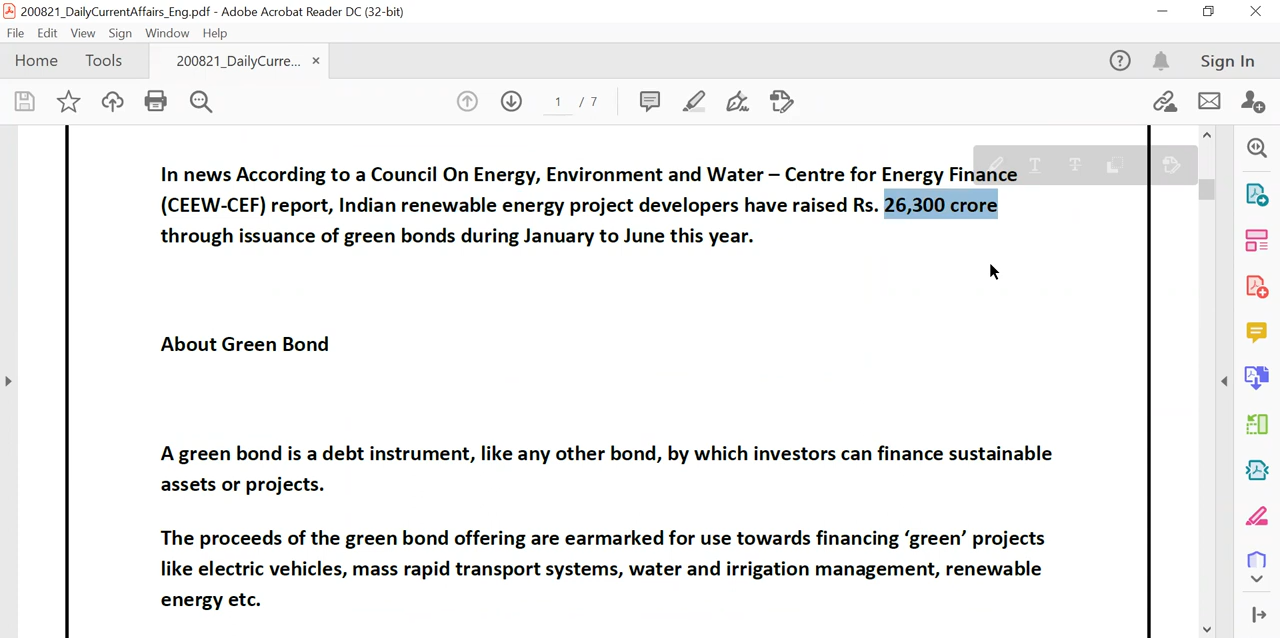 200821_DailyCurrentAffairs_Eng.pdf - Adobe Acrobat Reader DC (32-bit)
File Edit View Sign Window Help
Home Tools 200821_DailyCurre... × Sign In
1 / 7
In news According to a Council On Energy, Environment and Water – Centre for Energy Finance
(CEEW-CEF) report, Indian renewable energy project developers have raised Rs. 26,300 crore
through issuance of green bonds during January to June this year.
About Green Bond
A green bond is a debt instrument, like any other bond, by which investors can finance sustainable
assets or projects.
The proceeds of the green bond offering are earmarked for use towards financing ‘green’ projects
like electric vehicles, mass rapid transport systems, water and irrigation management, renewable
energy etc.